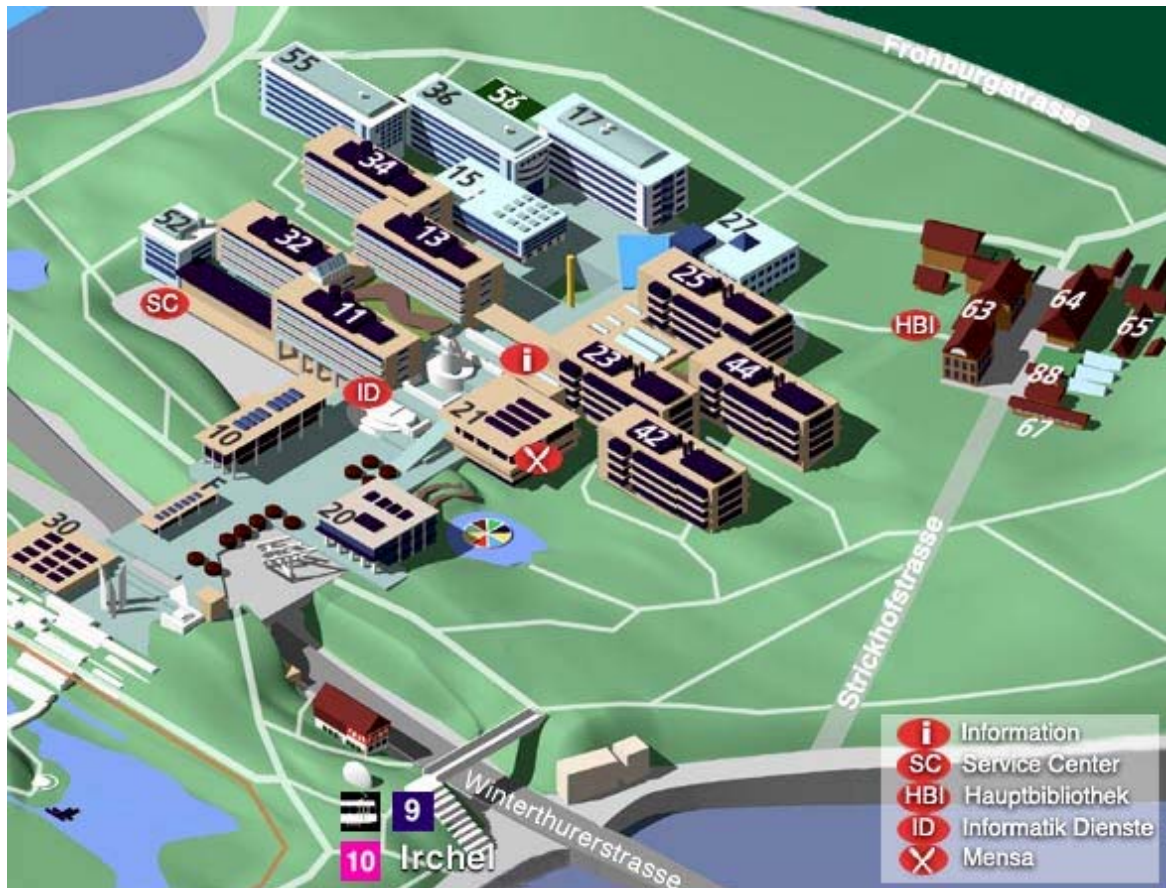 Frohburgstrasse
55
36
56
17
34
15
52
32
13
27
25
SC
11
i
HBI
63
64
65
23
44
88
ID
21
67
10
42
F
20
30
Strickhofstrasse
Winterthurerstrasse
9
10 Irchel
i Information
SC Service Center
HBI Hauptbibliothek
ID Informatik Dienste
Mensa